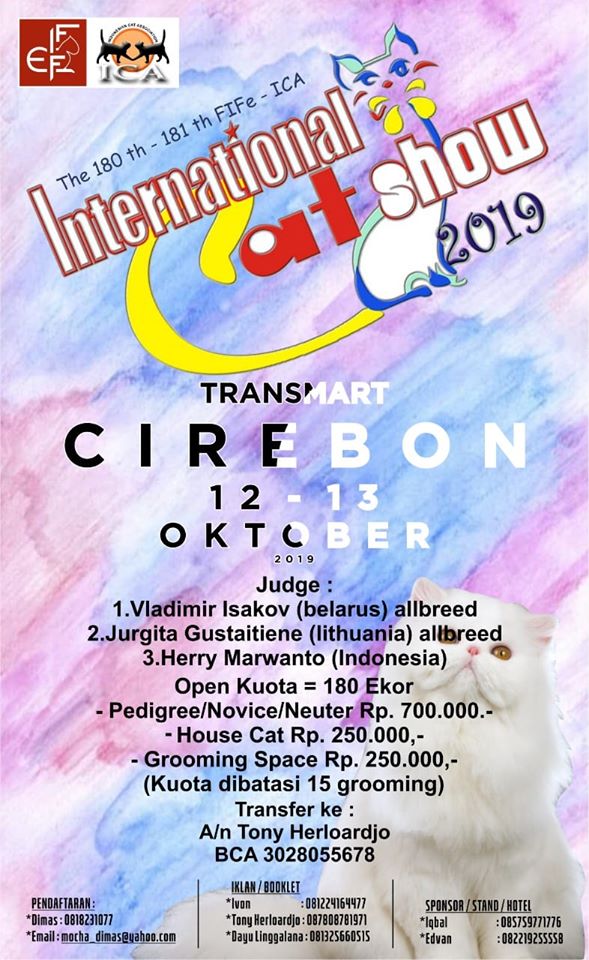 FIFe
INDONESIAN CAT ASSOCIATION
ICA
The 180 th - 181 th FIFe - ICA
International
Cat show
2019
TRANSMART
CIREBON
12 - 13
OKTOBER
2019
Judge :
1.Vladimir Isakov (belarus) allbreed
2.Jurgita Gustaitiene (lithuania) allbreed
3.Herry Marwanto (Indonesia)
Open Kuota = 180 Ekor
- Pedigree/Novice/Neuter Rp. 700.000.-
- House Cat Rp. 250.000,-
- Grooming Space Rp. 250.000,-
(Kuota dibatasi 15 grooming)
Transfer ke :
A/n Tony Herloardjo
BCA 3028055678
PENDAFTARAN :
*Dimas : 0818231077
*Email : mocha_dimas@yahoo.com
IKLAN / BOOKLET
*Ivon : 081224164477
*Tony Herloardjo : 087808781971
*Dayu Linggalana : 081325660515
SPONSOR / STAND / HOTEL
*Iqbal : 085759771776
*Edvan : 082219255558